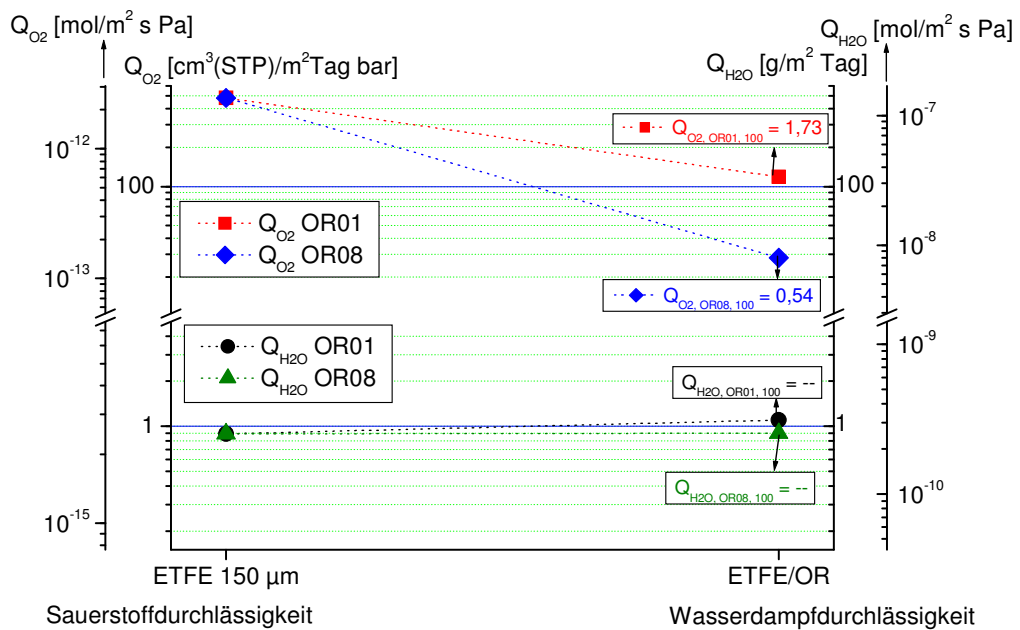 Q_O2 [mol/m² s Pa]
Q_H2O [mol/m² s Pa]
Q_O2 [cm³(STP)/m²Tag bar]
Q_H2O [g/m² Tag]
10⁻¹²
10⁻¹³
10⁻¹⁵
100
1
Q_O2 OR01
Q_O2 OR08
Q_H2O OR01
Q_H2O OR08
Q_O2, OR01, 100 = 1,73
Q_O2, OR08, 100 = 0,54
Q_H2O, OR01, 100 = --
Q_H2O, OR08, 100 = --
100
1
10⁻⁷
10⁻⁸
10⁻⁹
10⁻¹⁰
ETFE 150 µm
ETFE/OR
Sauerstoffdurchlässigkeit
Wasserdampfdurchlässigkeit